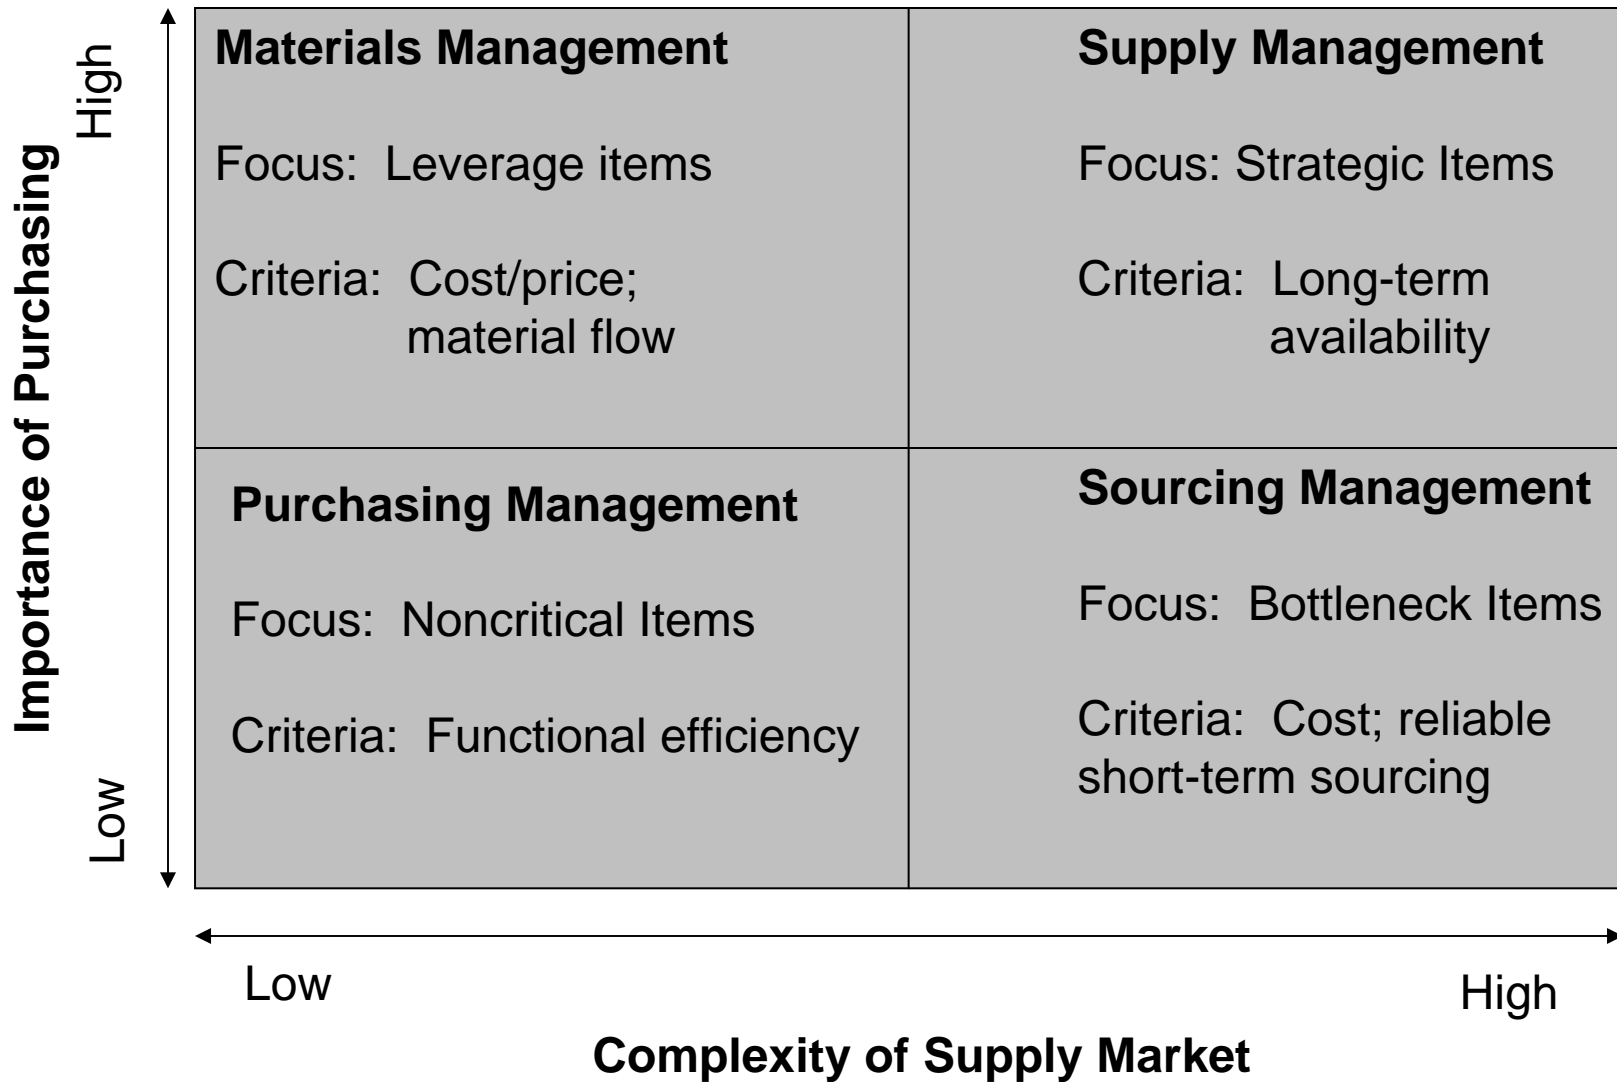 High
Low
Importance of Purchasing
Materials Management
Focus: Leverage items
Criteria: Cost/price;
material flow
Supply Management
Focus: Strategic Items
Criteria: Long-term
availability
Purchasing Management
Focus: Noncritical Items
Criteria: Functional efficiency
Sourcing Management
Focus: Bottleneck Items
Criteria: Cost; reliable
short-term sourcing
Low
High
Complexity of Supply Market